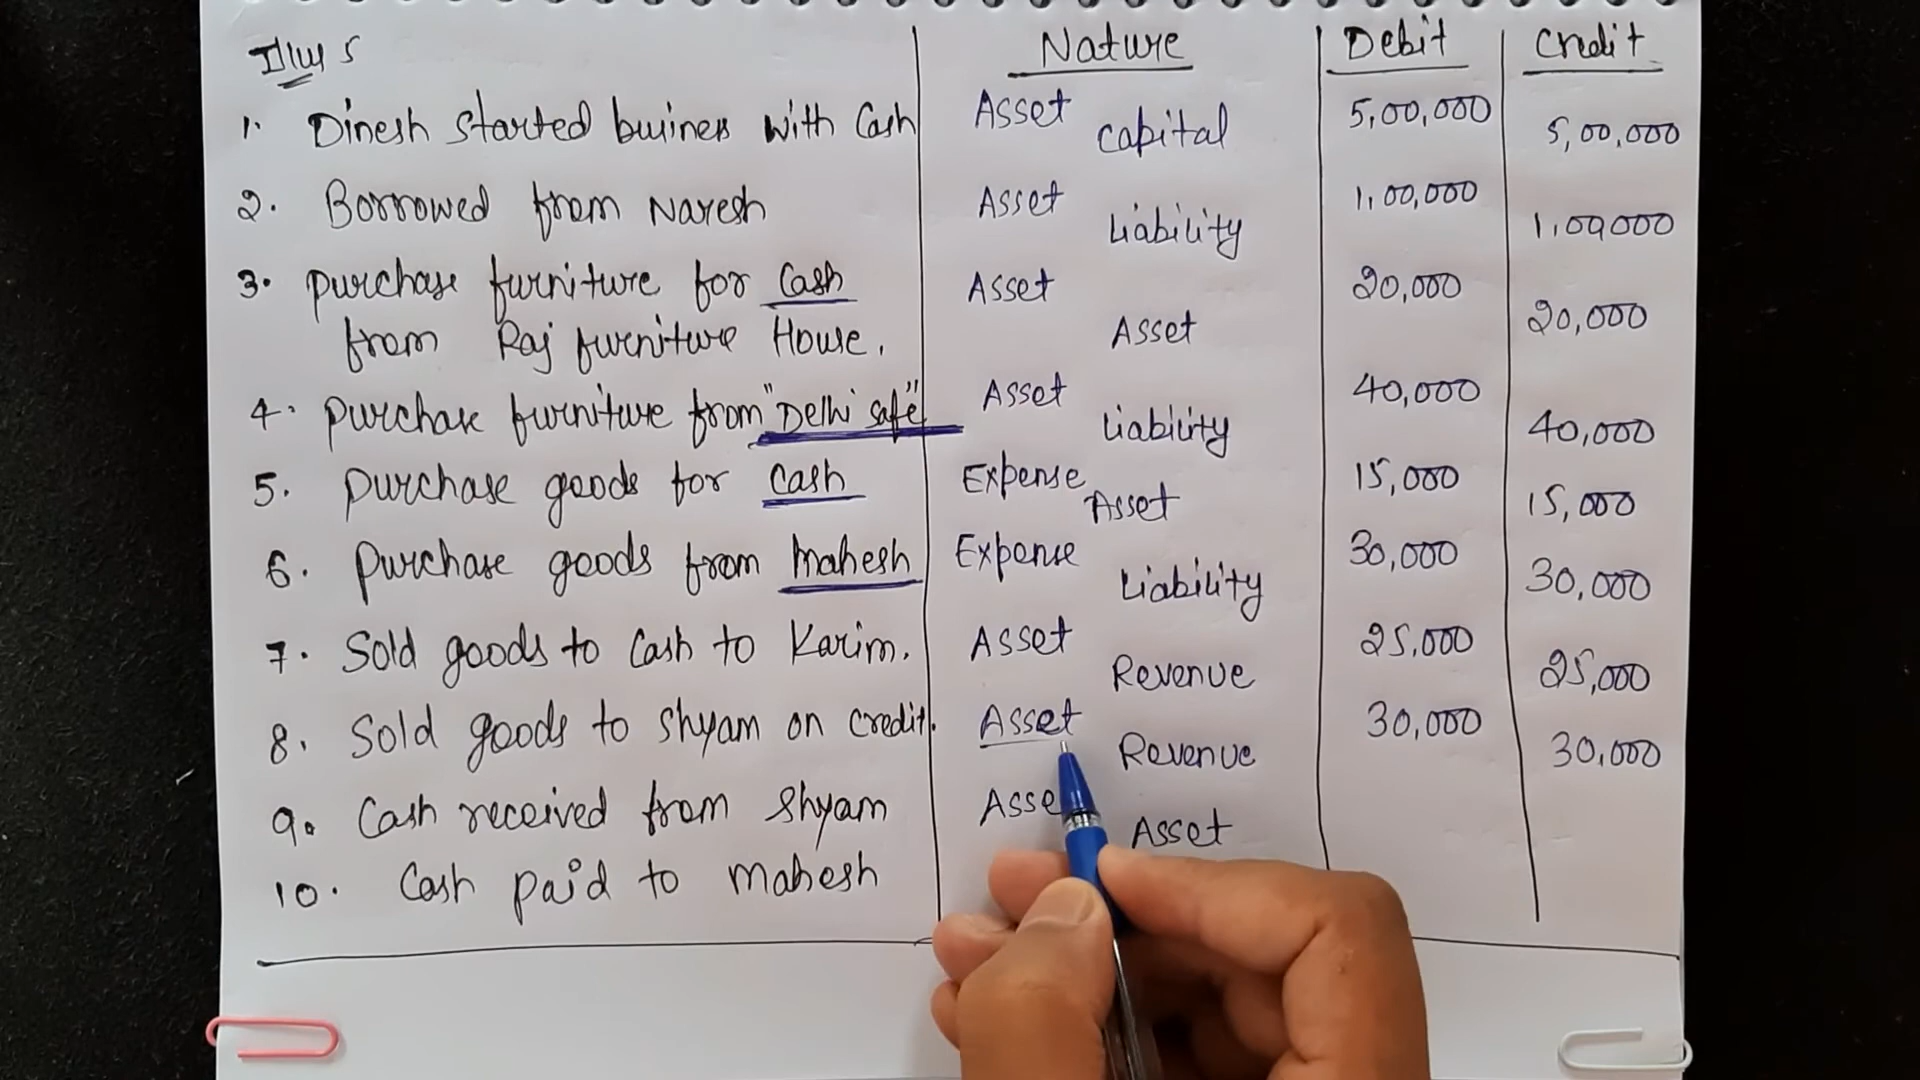 Illus 5
Nature Debit Credit
1. Dinesh started business with Cash Asset Capital 5,00,000 5,00,000
2. Borrowed from Naresh Asset Liability 1,00,000 1,00,000
3. purchase furniture for Cash Asset 20,000
from Raj furniture House. Asset 20,000
4. purchase furniture from "Delhi safe" Asset Liability 40,000 40,000
5. purchase goods for Cash Expense Asset 15,000 15,000
6. purchase goods from Mahesh Expense Liability 30,000 30,000
7. Sold goods to Cash to Karim. Asset Revenue 25,000 25,000
8. Sold goods to Shyam on credit. Asset Revenue 30,000 30,000
9. Cash received from Shyam Asse Asset
10. Cash paid to Mahesh